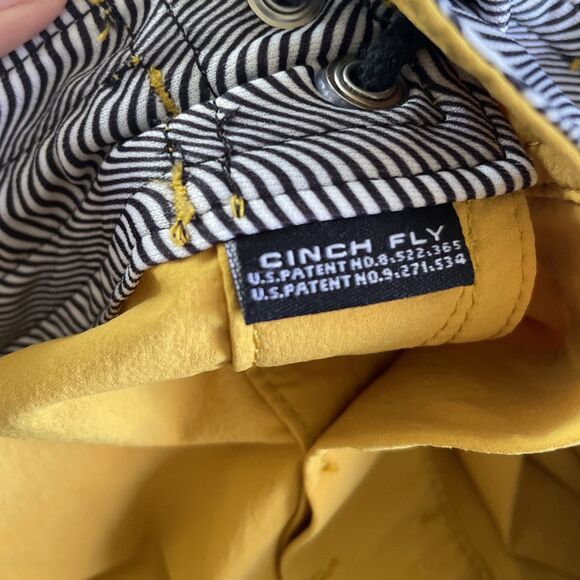 CINCH FLY
U.S.PATENT NO.8:522:365
U.S.PATENT NO.9:271:534